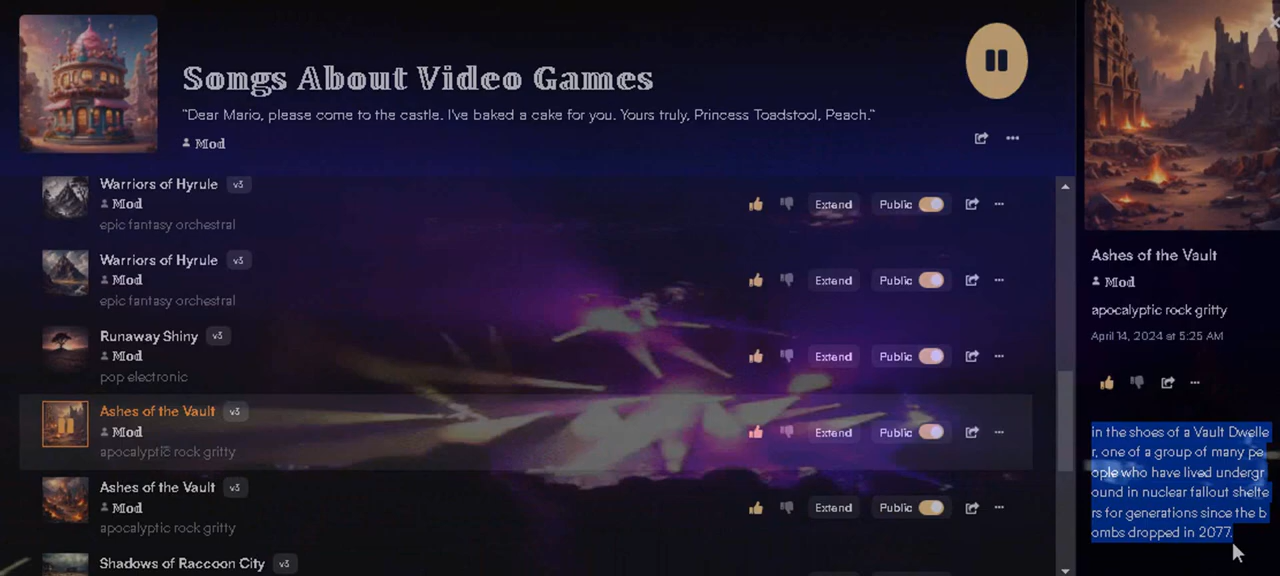 Songs About Video Games
"Dear Mario, please come to the castle. I've baked a cake for you. Yours truly, Princess Toadstool, Peach."
Mod
Warriors of Hyrule v3
Mod
epic fantasy orchestral
Extend Public
Warriors of Hyrule v3
Mod
epic fantasy orchestral
Extend Public
Runaway Shiny v3
Mod
pop electronic
Extend Public
Ashes of the Vault v3
Mod
apocalyptic rock gritty
Extend Public
Ashes of the Vault v3
Mod
apocalyptic rock gritty
Extend Public
Shadows of Raccoon City v3
Ashes of the Vault
Mod
apocalyptic rock gritty
April 14, 2024 at 5:25 AM
in the shoes of a Vault Dwelle
r, one of a group of many pe
ople who have lived undergr
ound in nuclear fallout shelte
rs for generations since the b
ombs dropped in 2077.